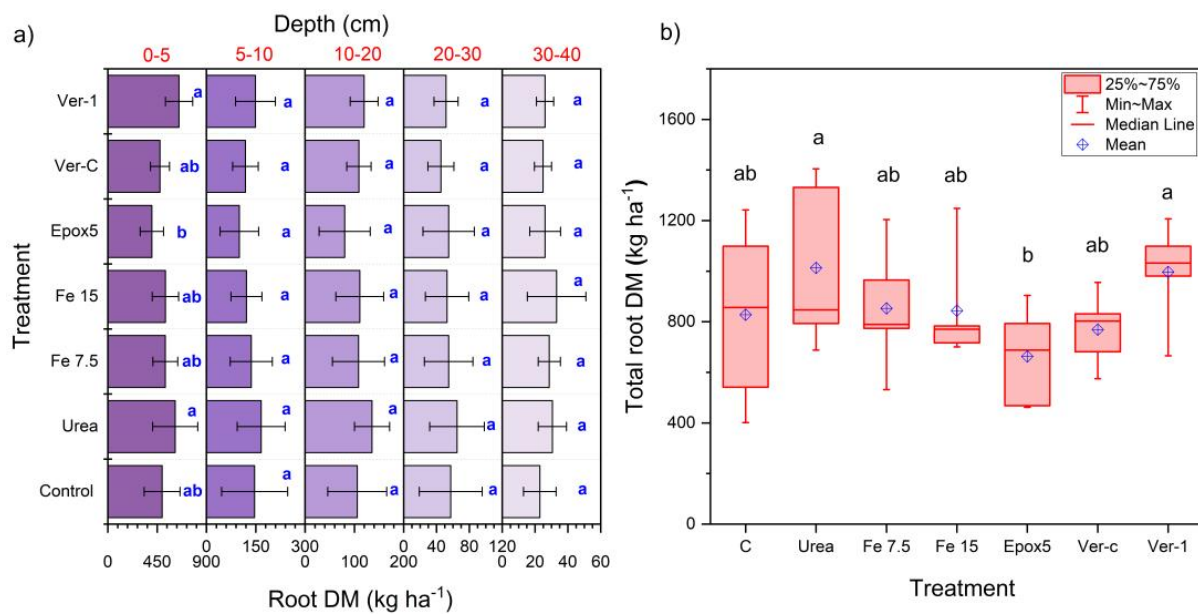 a)
Depth (cm)
0-5 5-10 10-20 20-30 30-40
Ver-1 a a a a a
Ver-C ab a a a a
Epox5 b a a a a
Fe 15 ab a a a a
Fe 7.5 ab a a a a
Urea a a a a a
Control ab a a a a
0 150 300 0 100 200 0 40 80 120 0 20 40 60
0 450 900
Root DM (kg ha⁻¹)
Treatment
b)
25%~75%
Min~Max
Median Line
Mean
1800
1600
1200
800
400
0
Total root DM (kg ha⁻¹)
ab a ab ab b ab a
C Urea Fe 7.5 Fe 15 Epox5 Ver-c Ver-1
Treatment